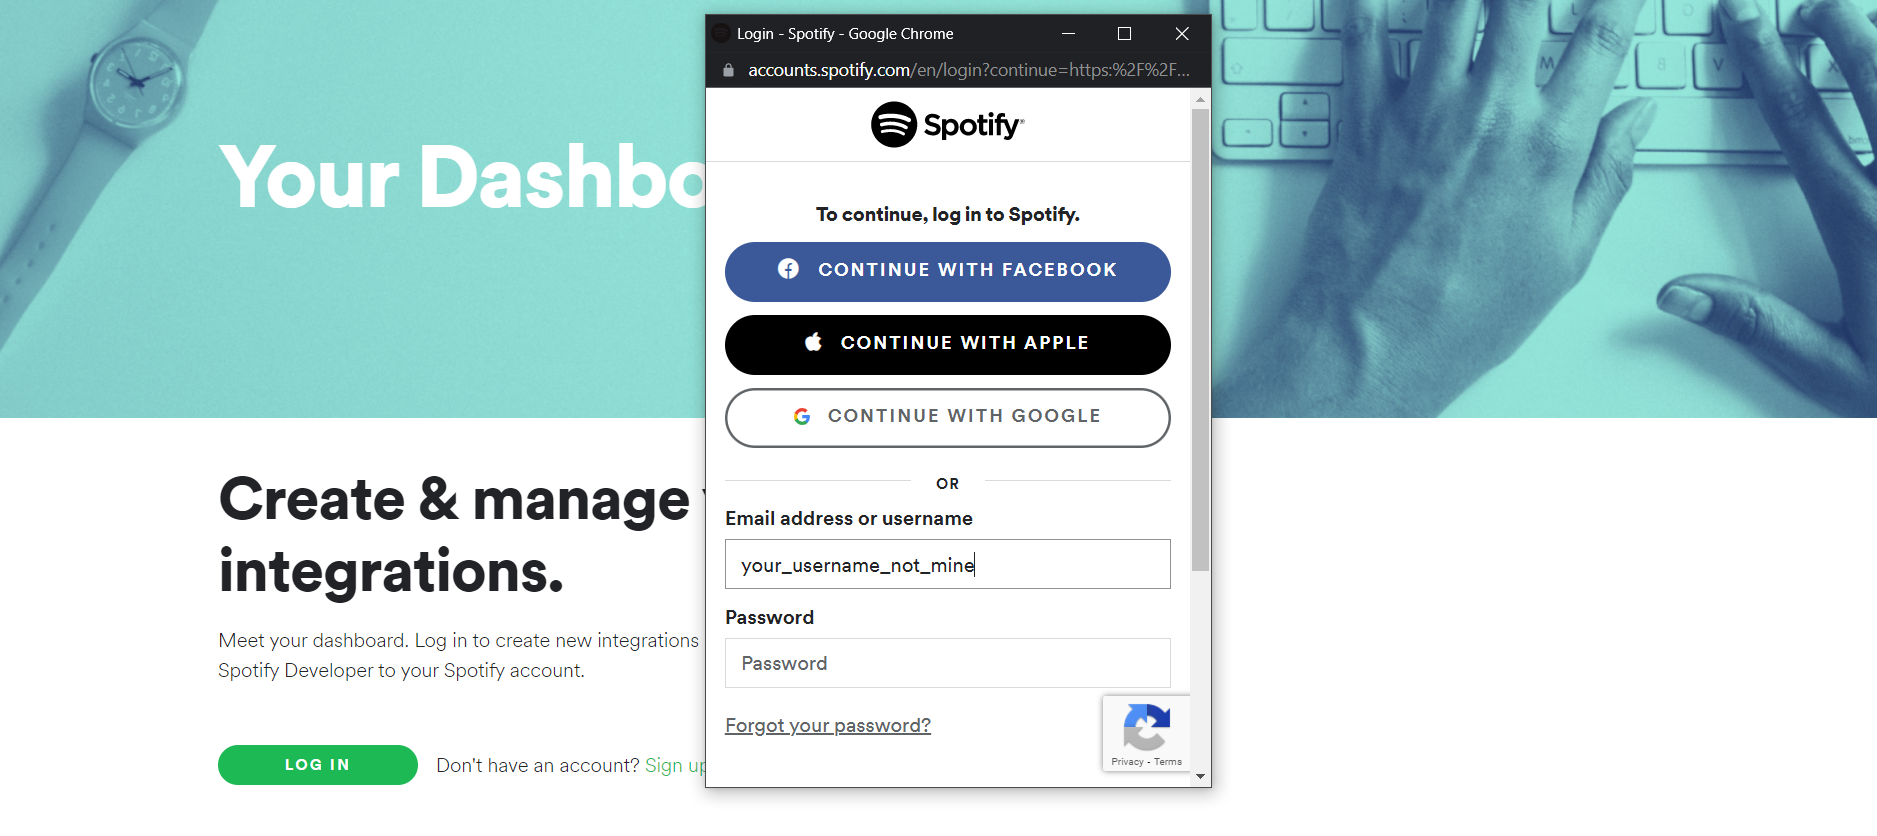 Login - Spotify - Google Chrome
accounts.spotify.com/en/login?continue=https:%2F%2F...
Spotify®
Your Dashbo
To continue, log in to Spotify.
CONTINUE WITH FACEBOOK
CONTINUE WITH APPLE
CONTINUE WITH GOOGLE
OR
Email address or username
your_username_not_mine
Password
Password
Forgot your password?
Privacy - Terms
Create & manage
integrations.
Meet your dashboard. Log in to create new integrations
Spotify Developer to your Spotify account.
LOG IN
Don't have an account? Sign up
M
8
V
X